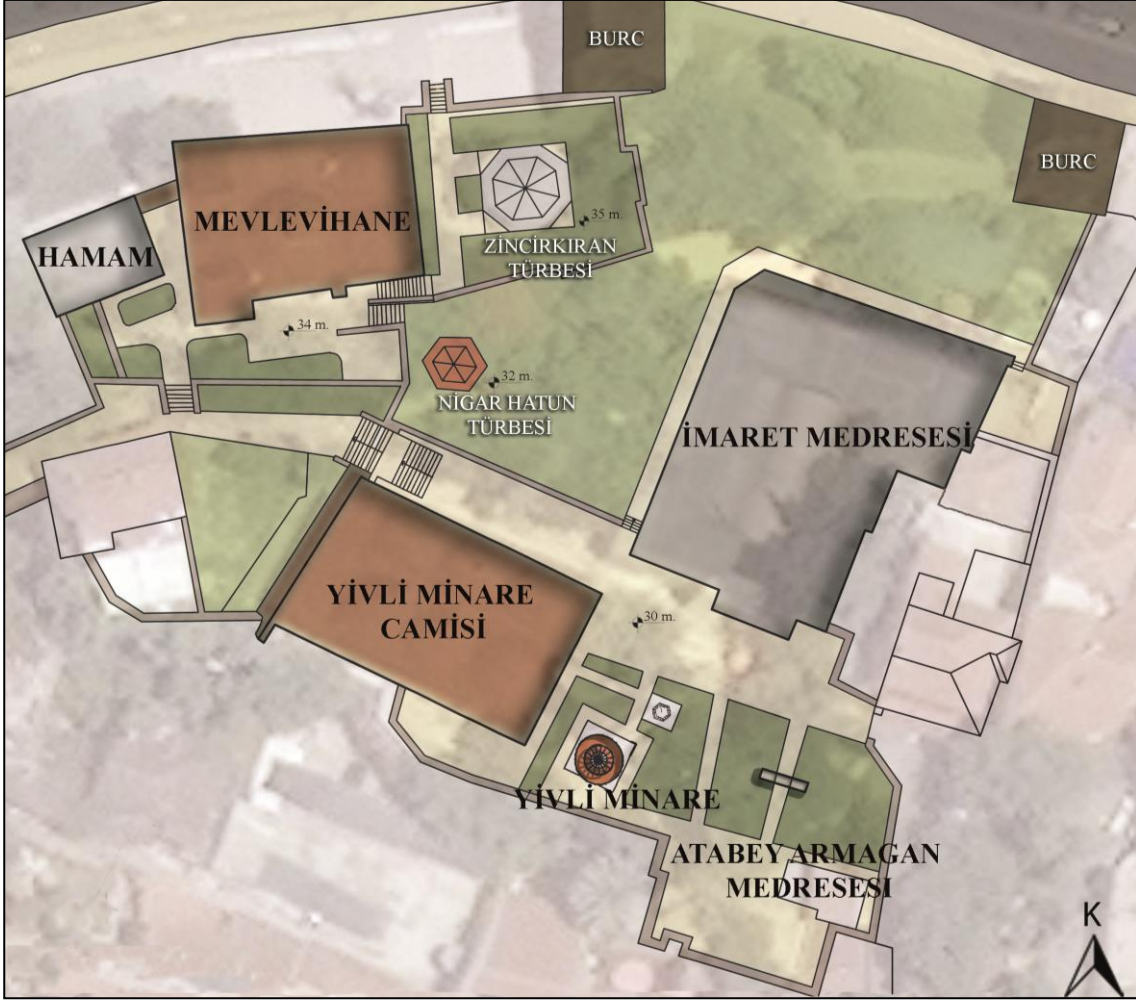 BURC
BURC
MEVLEVİHANE
HAMAM
35 m.
ZİNCİRKIRAN
TÜRBESİ
34 m.
32 m.
NİGAR HATUN
TÜRBESİ
İMARET MEDRESESİ
YİVLİ MİNARE
CAMİSİ
30 m.
YİVLİ MİNARE
ATABEY ARMAGAN
MEDRESESI
K